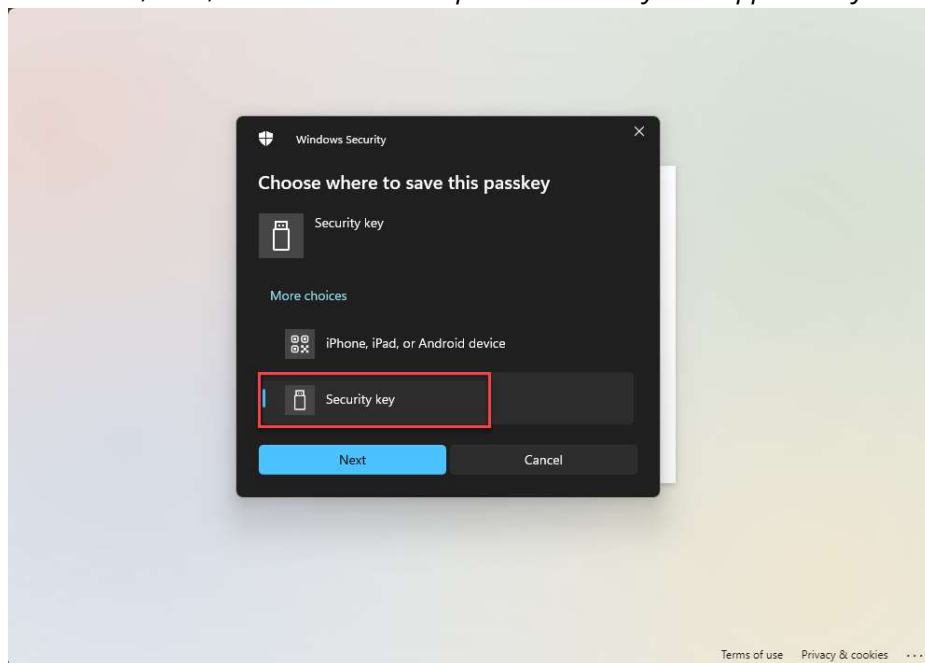 Windows Security
Choose where to save this passkey
Security key
More choices
iPhone, iPad, or Android device
Security key
Next Cancel
Terms of use Privacy & cookies ...